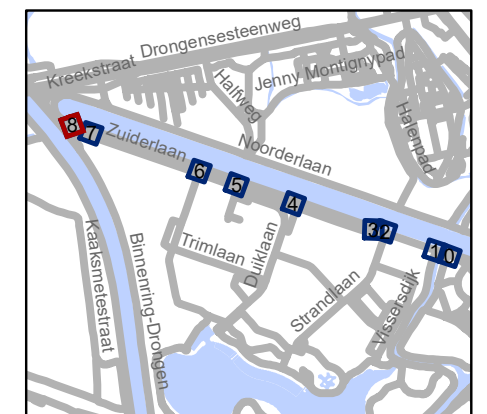 Drongensesteenweg
Kreekstraat
Jenny Montignypad
Halfweg
Halenpad
8
7
Zuiderlaan
Noorderlaan
6
5
4
3
2
1
0
Kaaksmetestraat
Binnenring-Drongen
Trimlaan
Duiklaan
Strandlaan
Vissersdijk